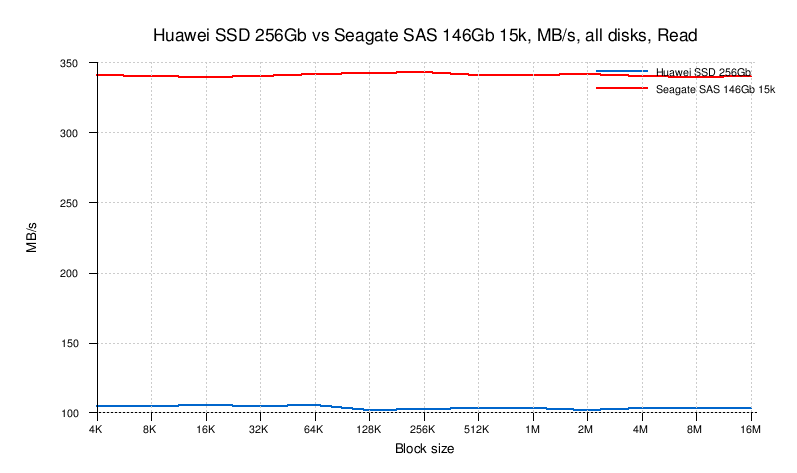 Huawei SSD 256Gb vs Seagate SAS 146Gb 15k, MB/s, all disks, Read
Huawei SSD 256Gb
Seagate SAS 146Gb 15k
MB/s
350
300
250
200
150
100
4K 8K 16K 32K 64K 128K 256K 512K 1M 2M 4M 8M 16M
Block size